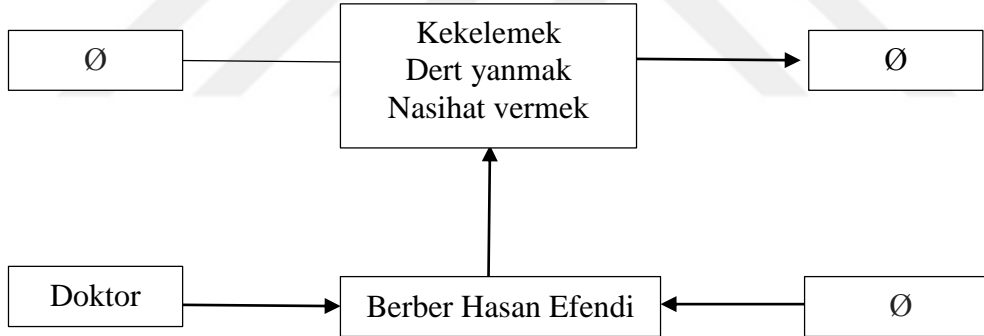 Ø
Kekelemek
Dert yanmak
Nasihat vermek
Ø
Doktor
Berber Hasan Efendi
Ø